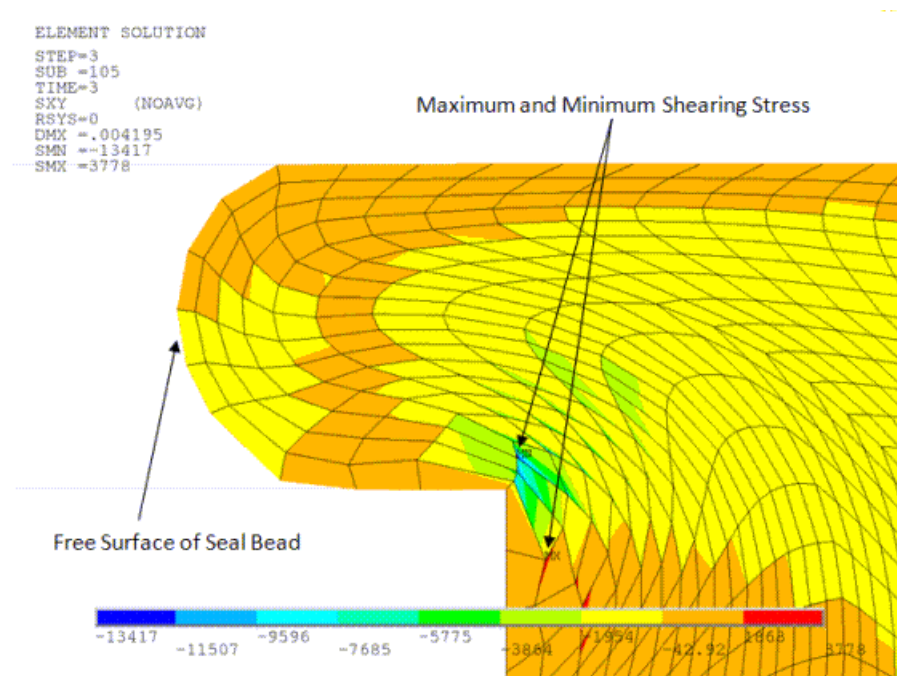 ELEMENT SOLUTION
STEP=3
SUB =105
TIME=3
SXY (NOAVG)
RSYS=0
DMX =.004195
SMN =-13417
SMX =3778
Maximum and Minimum Shearing Stress
MX
Free Surface of Seal Bead
-13417 -9596 -5775 -1954 1868
-11507 -7685 -3864 -42.92 3778